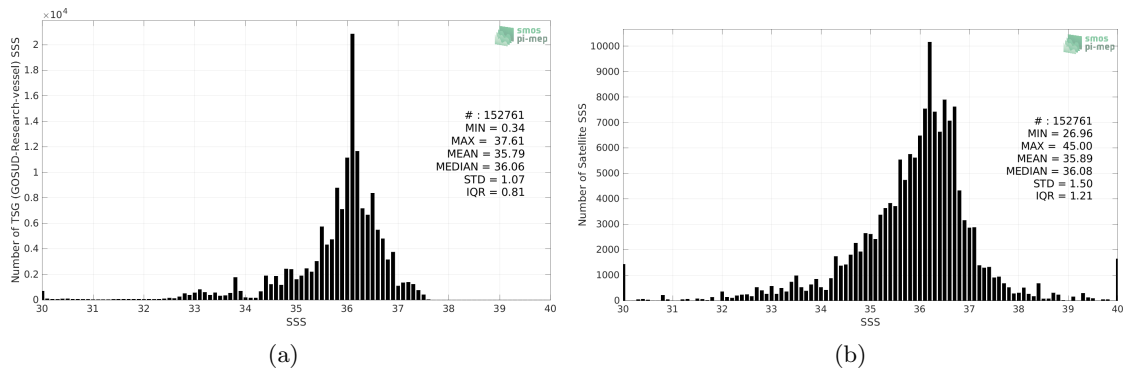 ×10⁴
2
1.8
1.6
1.4
1.2
1
0.8
0.6
0.4
0.2
0
30 31 32 33 34 35 36 37 38 39 40
SSS
Number of TSG (GOSUD-Research-vessel) SSS
smos
pi-mep
# : 152761
MIN = 0.34
MAX = 37.61
MEAN = 35.79
MEDIAN = 36.06
STD = 1.07
IQR = 0.81
(a)
10000
9000
8000
7000
6000
5000
4000
3000
2000
1000
0
30 31 32 33 34 35 36 37 38 39 40
SSS
Number of Satellite SSS
smos
pi-mep
# : 152761
MIN = 26.96
MAX = 45.00
MEAN = 35.89
MEDIAN = 36.08
STD = 1.50
IQR = 1.21
(b)